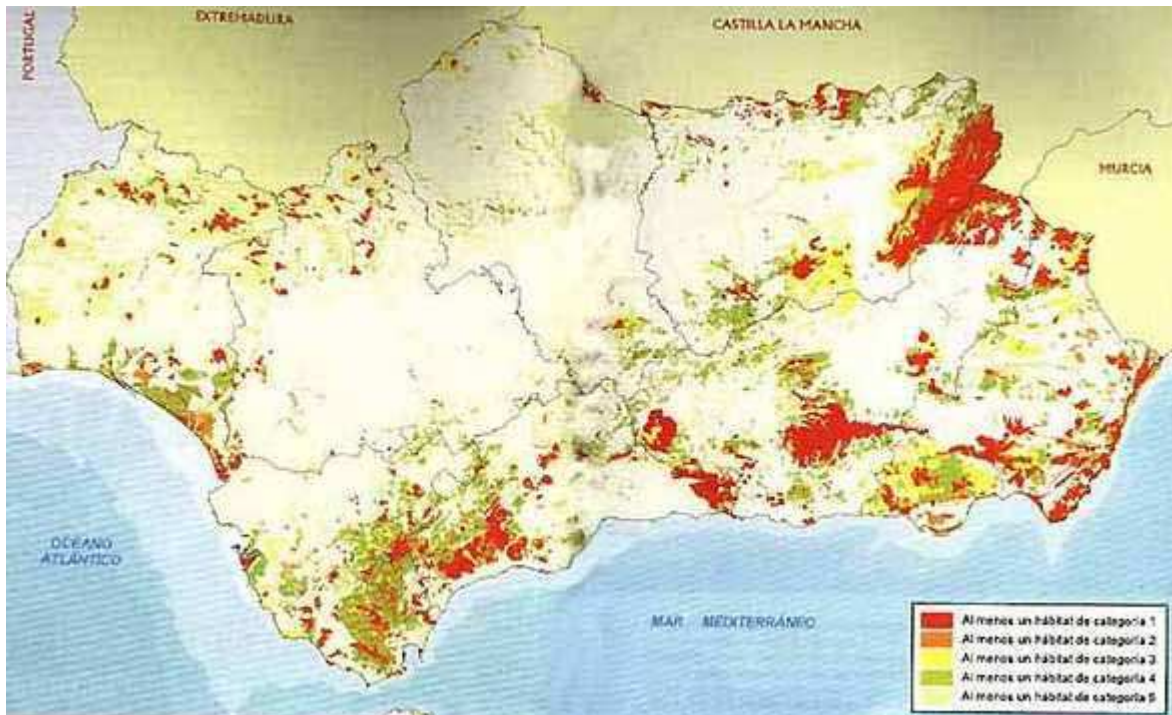 PORTUGAL
EXTREMADURA
CASTILLA LA MANCHA
MURCIA
OCEANO
ATLÁNTICO
MAR MEDITERRÁNEO
Al menos un hábitat de categoría 1
Al menos un hábitat de categoría 2
Al menos un hábitat de categoría 3
Al menos un hábitat de categoría 4
Al menos un hábitat de categoría 5